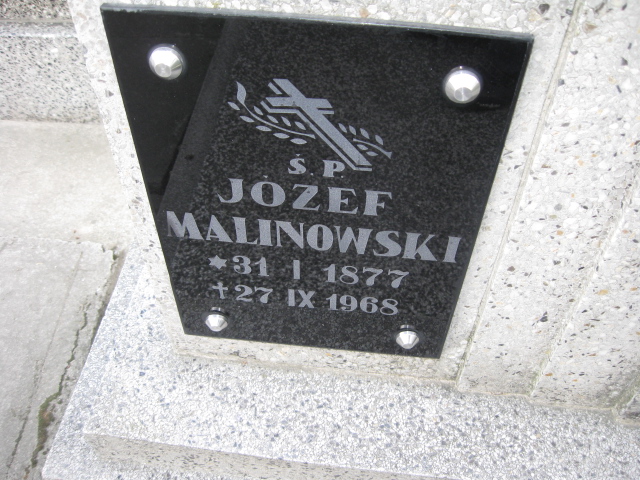 Ś. P.
JÓZEF
MALINOWSKI
★31 I 1877
✝27 IX 1968